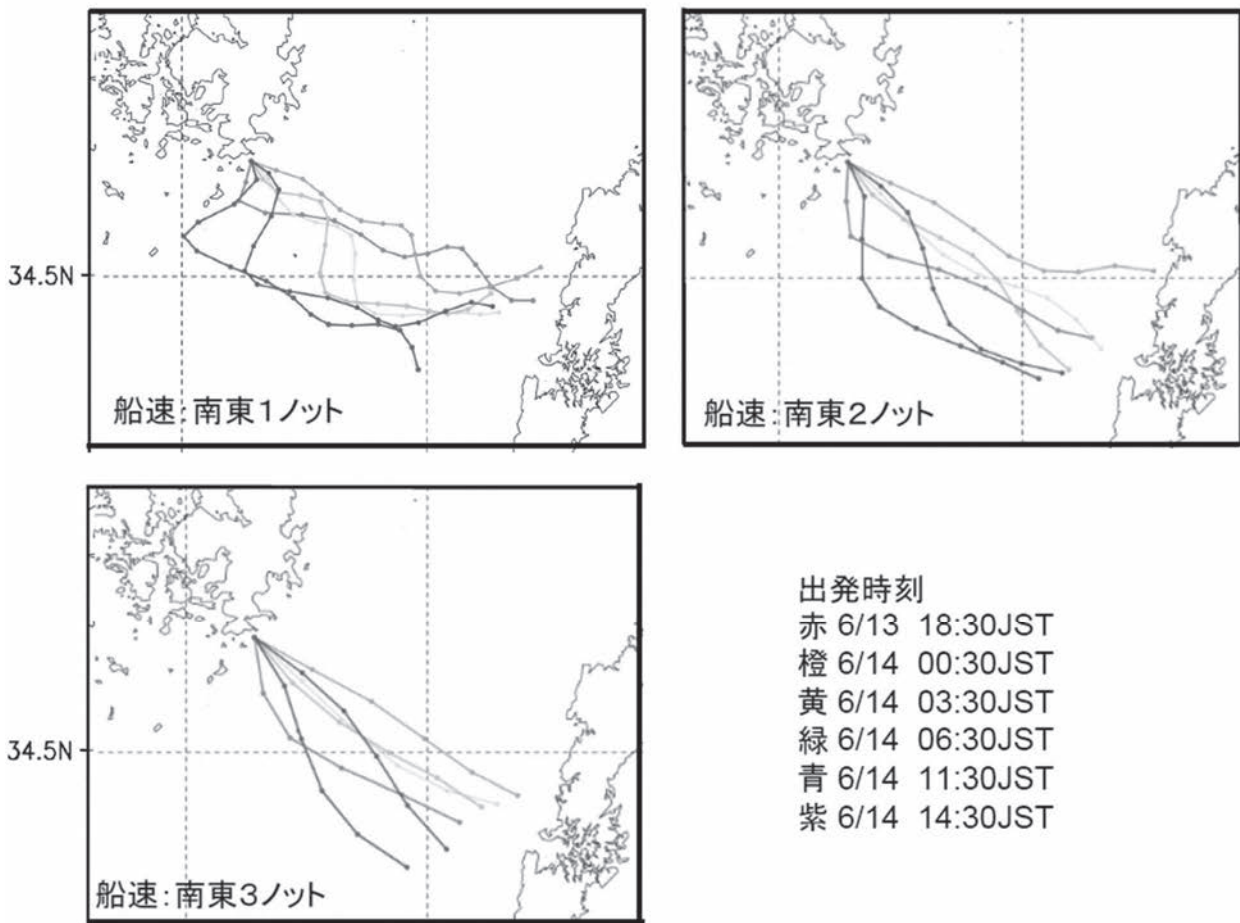 34.5N
船速:南東1ノット
船速:南東2ノット
34.5N
船速:南東3ノット
出発時刻
赤 6/13 18:30JST
橙 6/14 00:30JST
黄 6/14 03:30JST
緑 6/14 06:30JST
青 6/14 11:30JST
紫 6/14 14:30JST